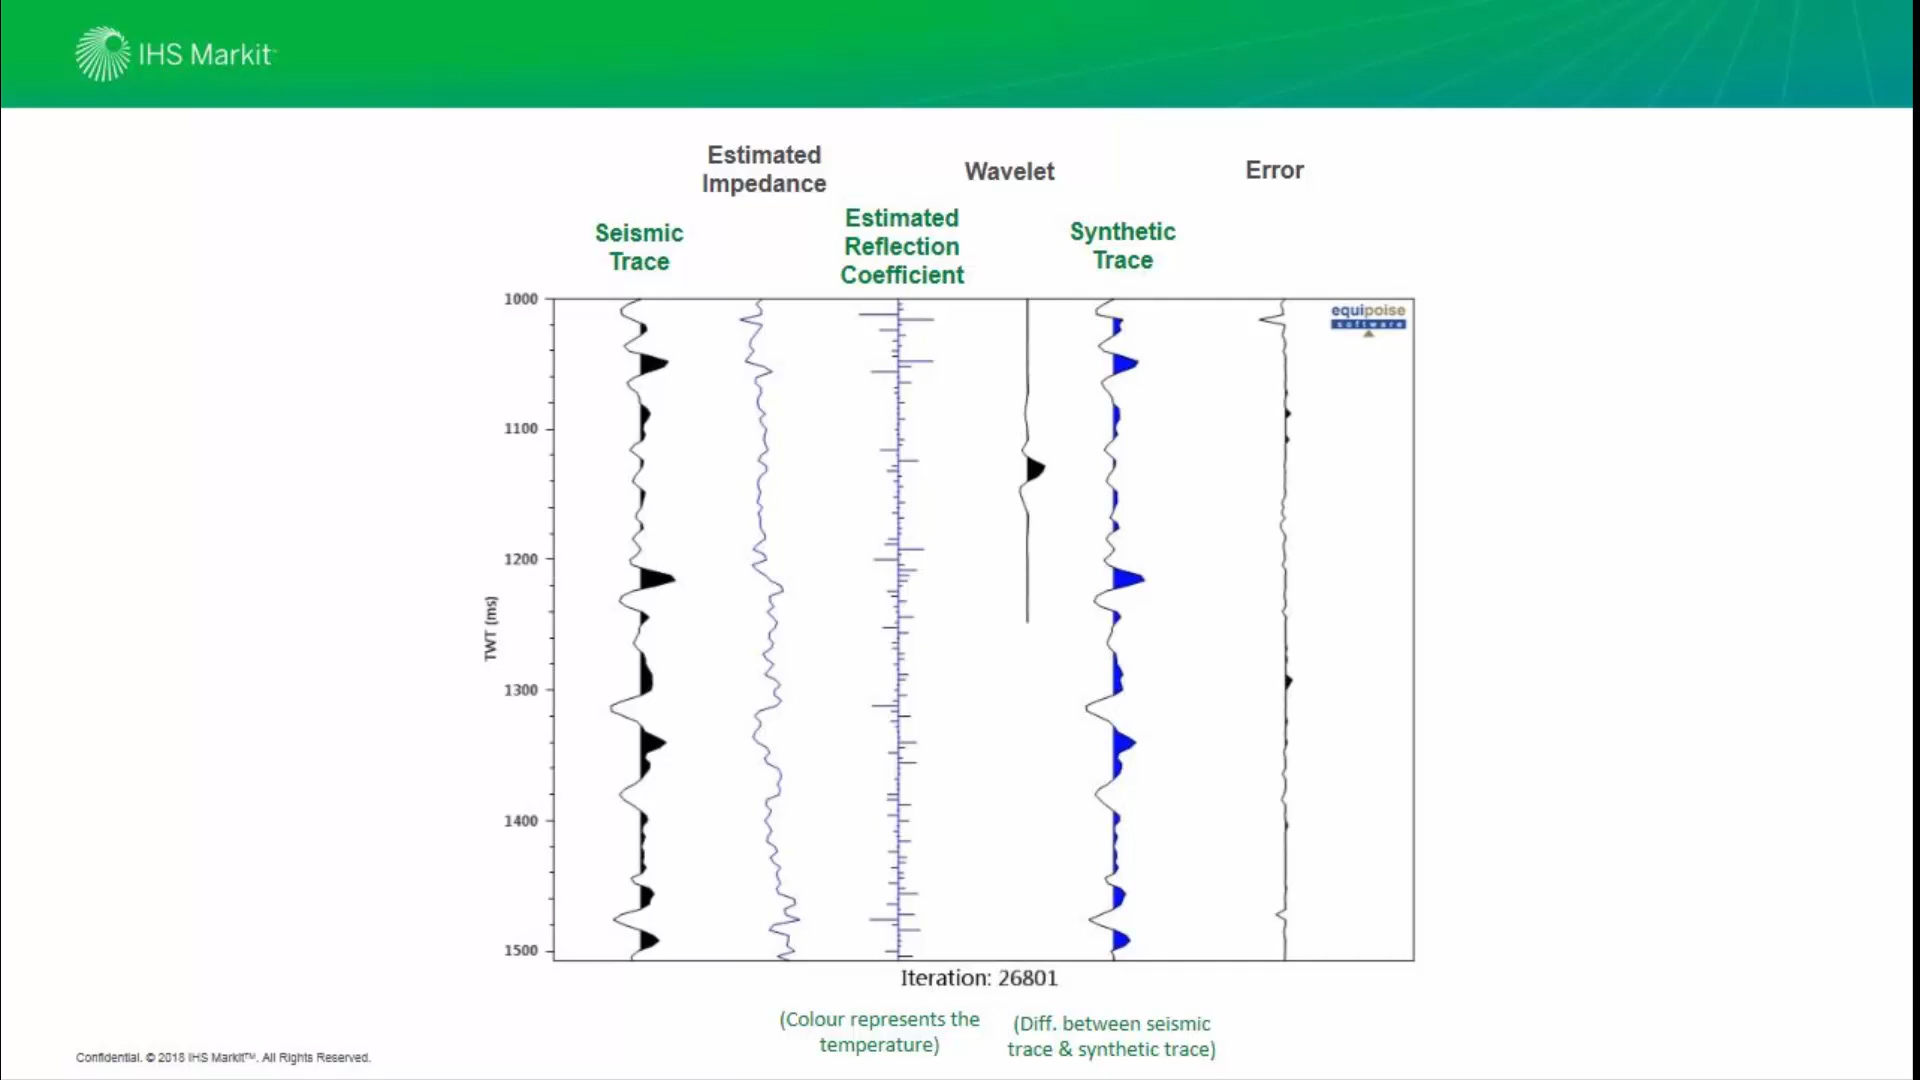 IHS Markit™
Estimated
Impedance
Wavelet
Error
Seismic
Trace
Estimated
Reflection
Coefficient
Synthetic
Trace
equipoise
software
1000
1100
1200
1300
1400
1500
TWT (ms)
Iteration: 26801
(Colour represents the
temperature)
(Diff. between seismic
trace & synthetic trace)
Confidential. © 2018 IHS Markit™. All Rights Reserved.